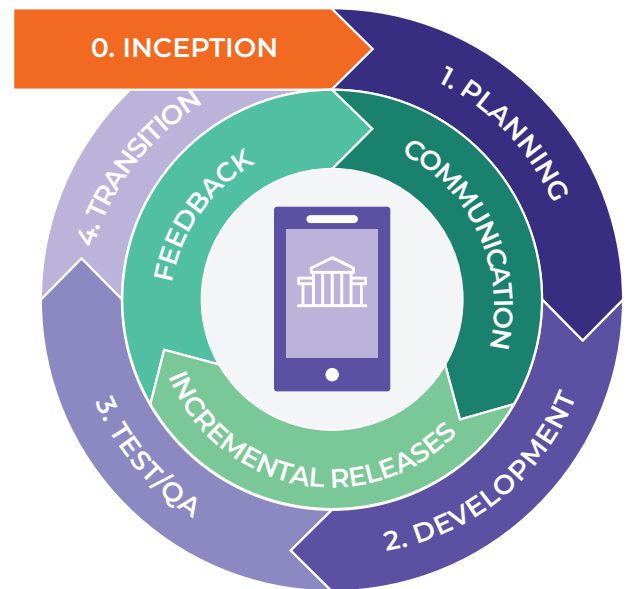 0. INCEPTION
1. PLANNING
2. DEVELOPMENT
3. TEST/QA
4. TRANSITION
COMMUNICATION
INCREMENTAL RELEASES
FEEDBACK